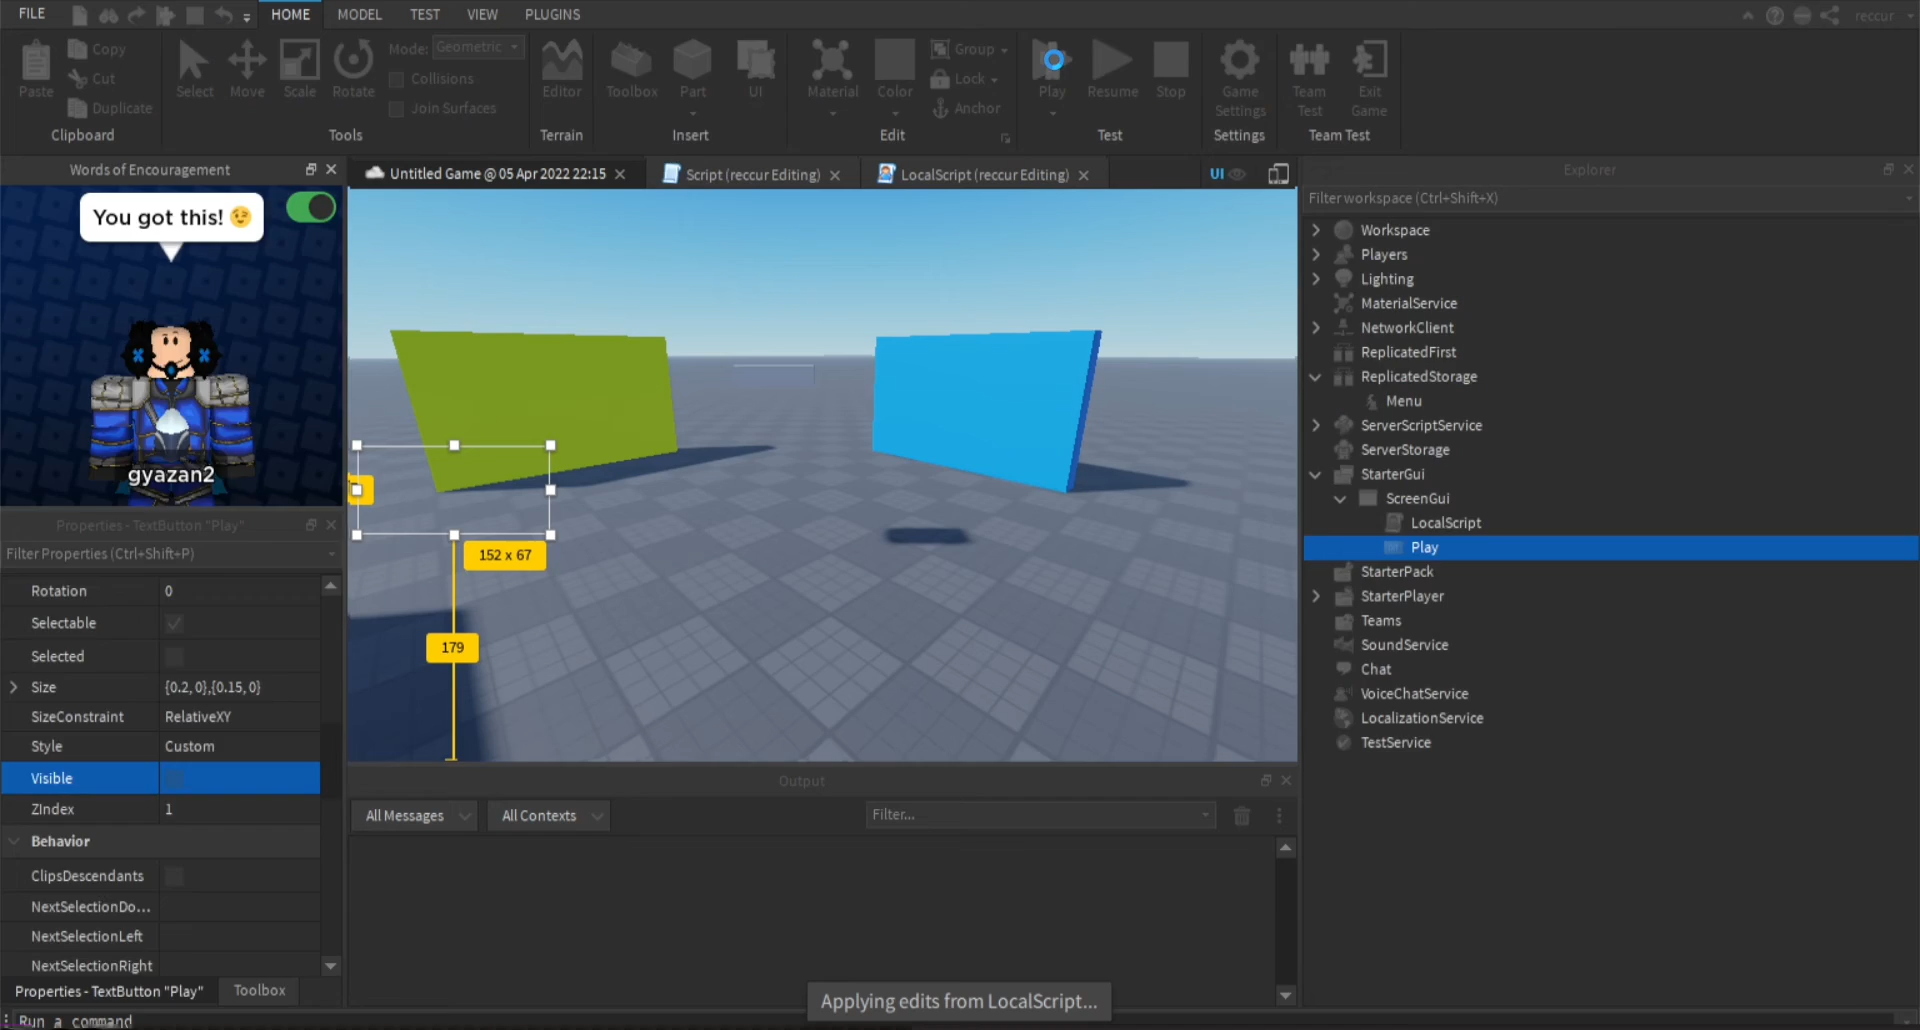 FILE HOME MODEL TEST VIEW PLUGINS reccur
Paste Copy Cut Duplicate
Clipboard
Select Move Scale Rotate
Mode: Geometric
Collisions
Join Surfaces
Tools
Editor
Terrain
Toolbox Part UI
Insert
Material Color Group Lock Anchor
Edit
Play Resume Stop
Test
Game Settings
Settings
Team Test Exit Game
Team Test
Words of Encouragement
You got this! 😉
gyazan2
Untitled Game @ 05 Apr 2022 22:15
Script (reccur Editing)
LocalScript (reccur Editing)
UI
152 x 67
179
Properties - TextButton "Play"
Filter Properties (Ctrl+Shift+P)
Rotation 0
Selectable
Selected
Size {0.2, 0},{0.15, 0}
SizeConstraint RelativeXY
Style Custom
Visible
ZIndex 1
Behavior
ClipsDescendants
NextSelectionDo...
NextSelectionLeft
NextSelectionRight
Properties - TextButton "Play" Toolbox
Run a command
Output
All Messages All Contexts Filter...
Applying edits from LocalScript...
Explorer
Filter workspace (Ctrl+Shift+X)
Workspace
Players
Lighting
MaterialService
NetworkClient
ReplicatedFirst
ReplicatedStorage
Menu
ServerScriptService
ServerStorage
StarterGui
ScreenGui
LocalScript
Play
StarterPack
StarterPlayer
Teams
SoundService
Chat
VoiceChatService
LocalizationService
TestService